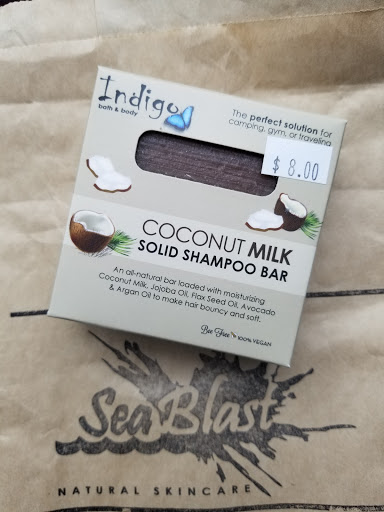 Indigo
bath & body
The perfect solution for
camping, gym, or traveling
$ 8.00
COCONUT MILK
SOLID SHAMPOO BAR
An all-natural bar loaded with moisturizing
Coconut Milk, Jojoba Oil, Flax Seed Oil, Avocado
& Argan Oil to make hair bouncy and soft.
Bee Free 100% VEGAN
SeaBlast
NATURAL SKINCARE